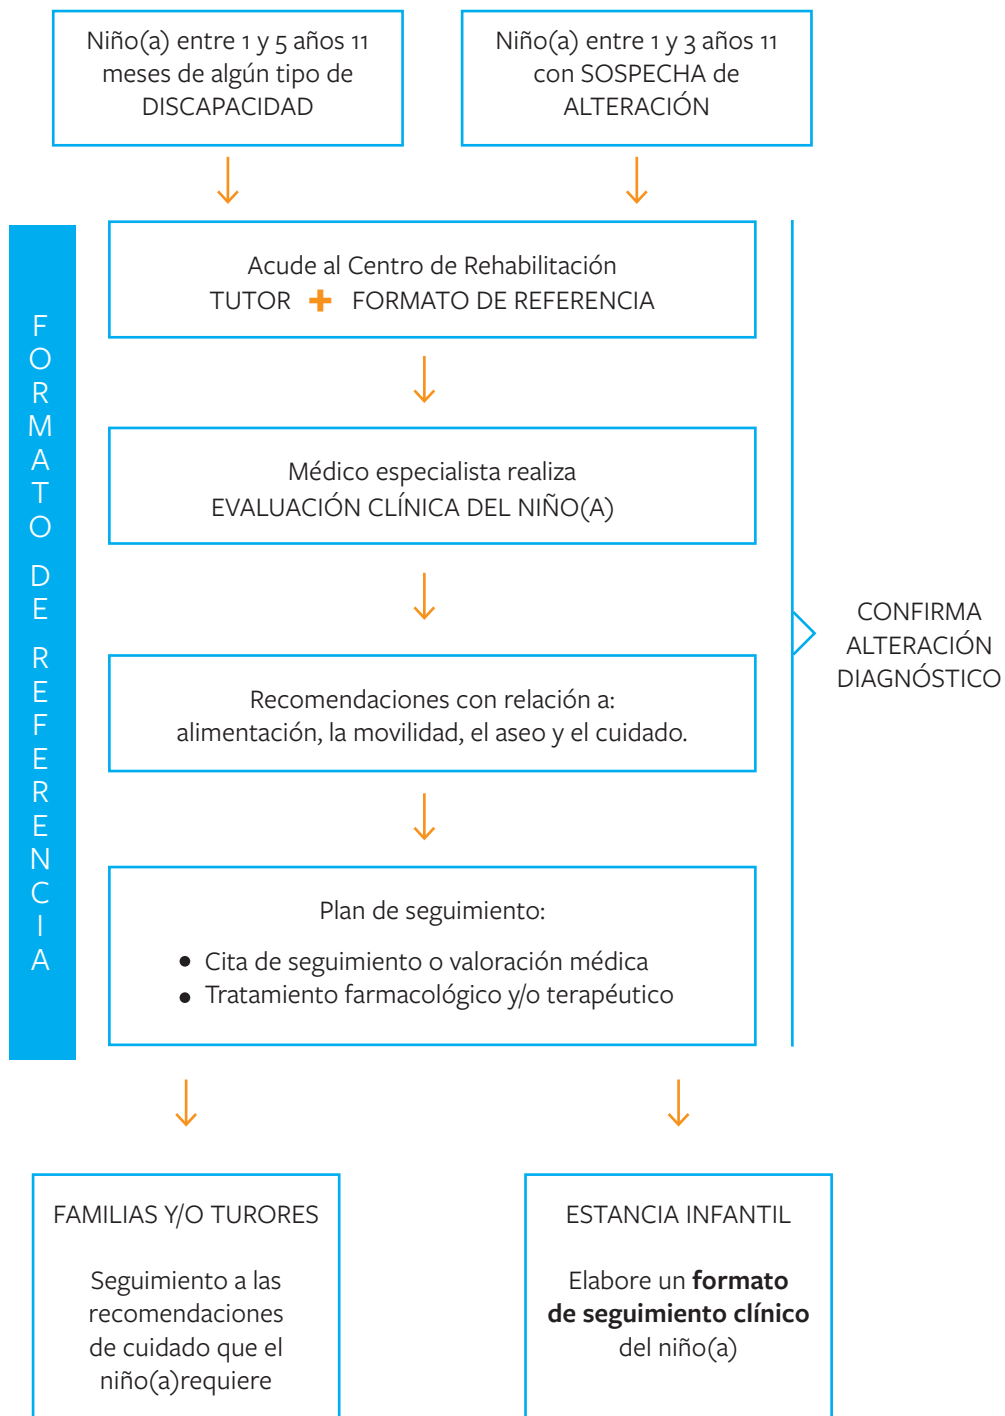 Niño(a) entre 1 y 5 años 11
meses de algún tipo de
DISCAPACIDAD
Niño(a) entre 1 y 3 años 11
con SOSPECHA de
ALTERACIÓN
FORMATO DE REFERENCIA
Acude al Centro de Rehabilitación
TUTOR + FORMATO DE REFERENCIA
Médico especialista realiza
EVALUACIÓN CLÍNICA DEL NIÑO(A)
Recomendaciones con relación a:
alimentación, la movilidad, el aseo y el cuidado.
Plan de seguimiento:
• Cita de seguimiento o valoración médica
• Tratamiento farmacológico y/o terapéutico
CONFIRMA
ALTERACIÓN
DIAGNÓSTICO
FAMILIAS Y/O TURORES
Seguimiento a las
recomendaciones
de cuidado que el
niño(a)requiere
ESTANCIA INFANTIL
Elabore un formato
de seguimiento clínico
del niño(a)